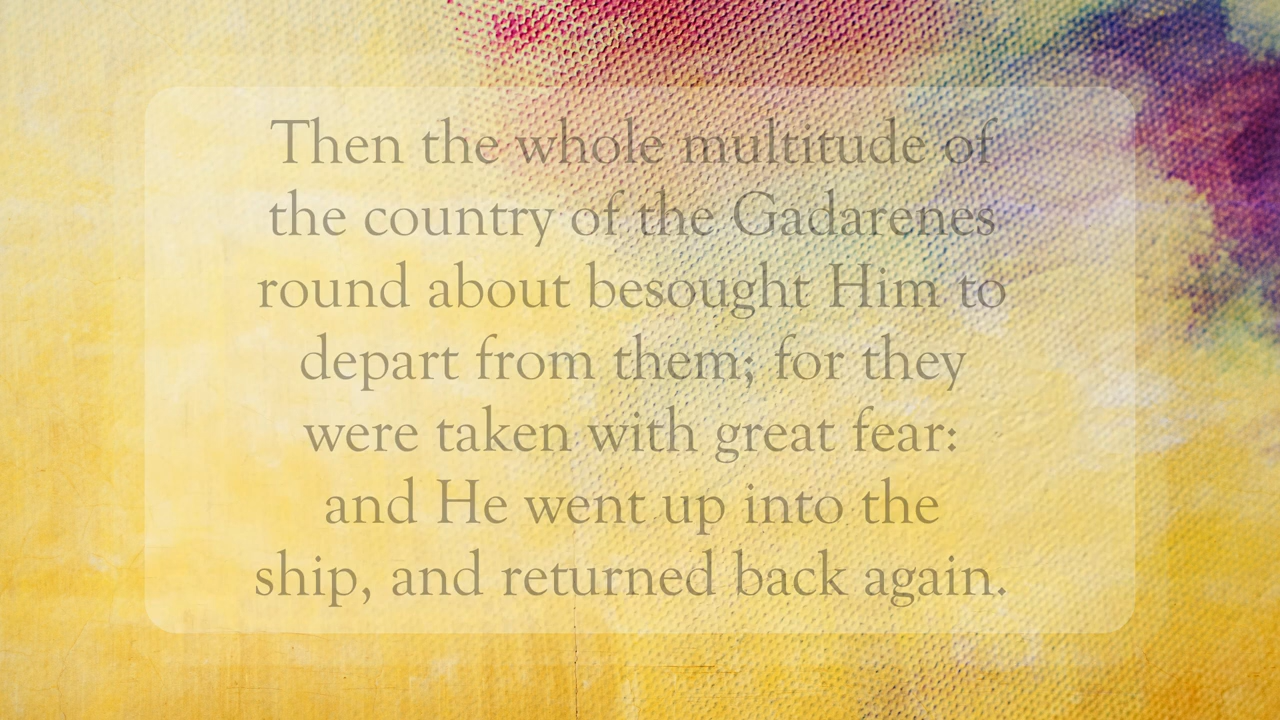 Then the whole multitude of
the country of the Gadarenes
round about besought Him to
depart from them; for they
were taken with great fear:
and He went up into the
ship, and returned back again.